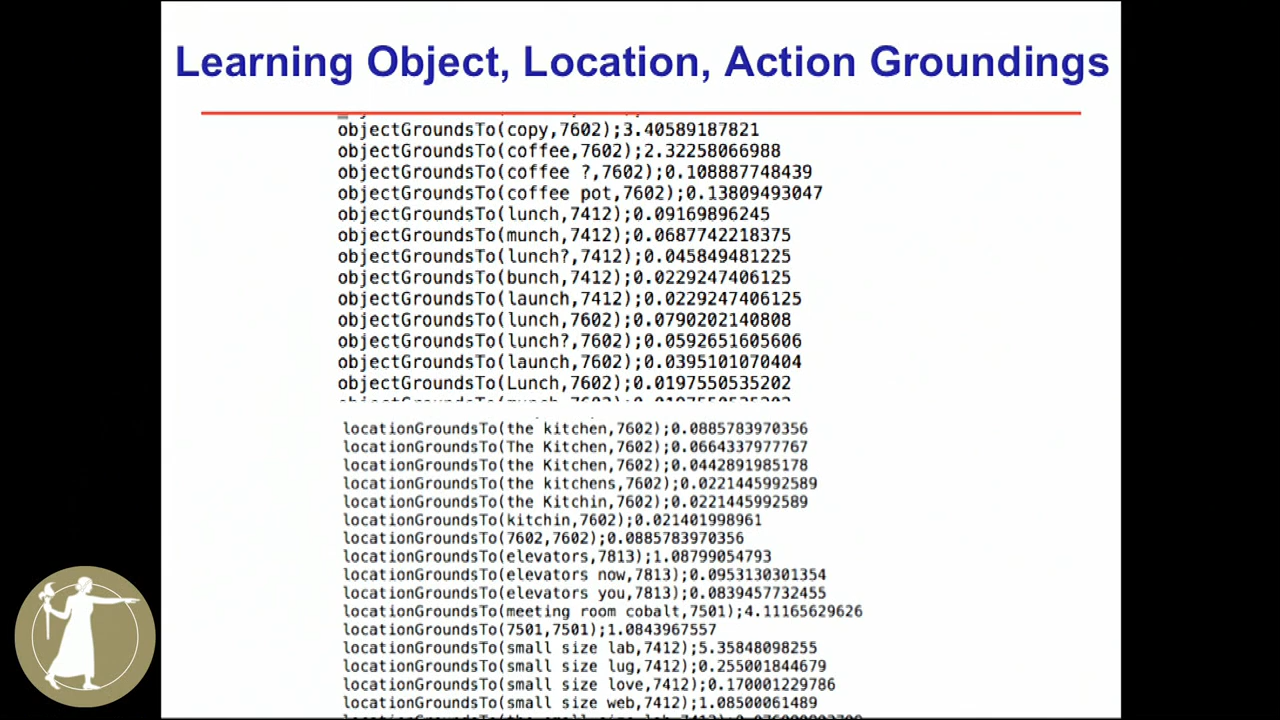 Learning Object, Location, Action Groundings
objectGroundsTo(copy,7602);3.40589187821
objectGroundsTo(coffee,7602);2.32258066988
objectGroundsTo(coffee ?,7602);0.108887748439
objectGroundsTo(coffee pot,7602);0.13809493047
objectGroundsTo(lunch,7412);0.09169896245
objectGroundsTo(munch,7412);0.0687742218375
objectGroundsTo(lunch?,7412);0.045849481225
objectGroundsTo(bunch,7412);0.0229247406125
objectGroundsTo(launch,7412);0.0229247406125
objectGroundsTo(lunch,7602);0.0790202140808
objectGroundsTo(lunch?,7602);0.0592651605606
objectGroundsTo(launch,7602);0.0395101070404
objectGroundsTo(Lunch,7602);0.0197550535202
locationGroundsTo(the kitchen,7602);0.0885783970356
locationGroundsTo(The Kitchen,7602);0.0664337977767
locationGroundsTo(the Kitchen,7602);0.0442891985178
locationGroundsTo(the kitchens,7602);0.0221445992589
locationGroundsTo(the Kitchin,7602);0.0221445992589
locationGroundsTo(kitchin,7602);0.021401998961
locationGroundsTo(7602,7602);0.0885783970356
locationGroundsTo(elevators,7813);1.08799054793
locationGroundsTo(elevators now,7813);0.0953130301354
locationGroundsTo(elevators you,7813);0.0839457732455
locationGroundsTo(meeting room cobalt,7501);4.11165629626
locationGroundsTo(7501,7501);1.0843967557
locationGroundsTo(small size lab,7412);5.35848098255
locationGroundsTo(small size lug,7412);0.255001844679
locationGroundsTo(small size love,7412);0.170001229786
locationGroundsTo(small size web,7412);1.08500061489